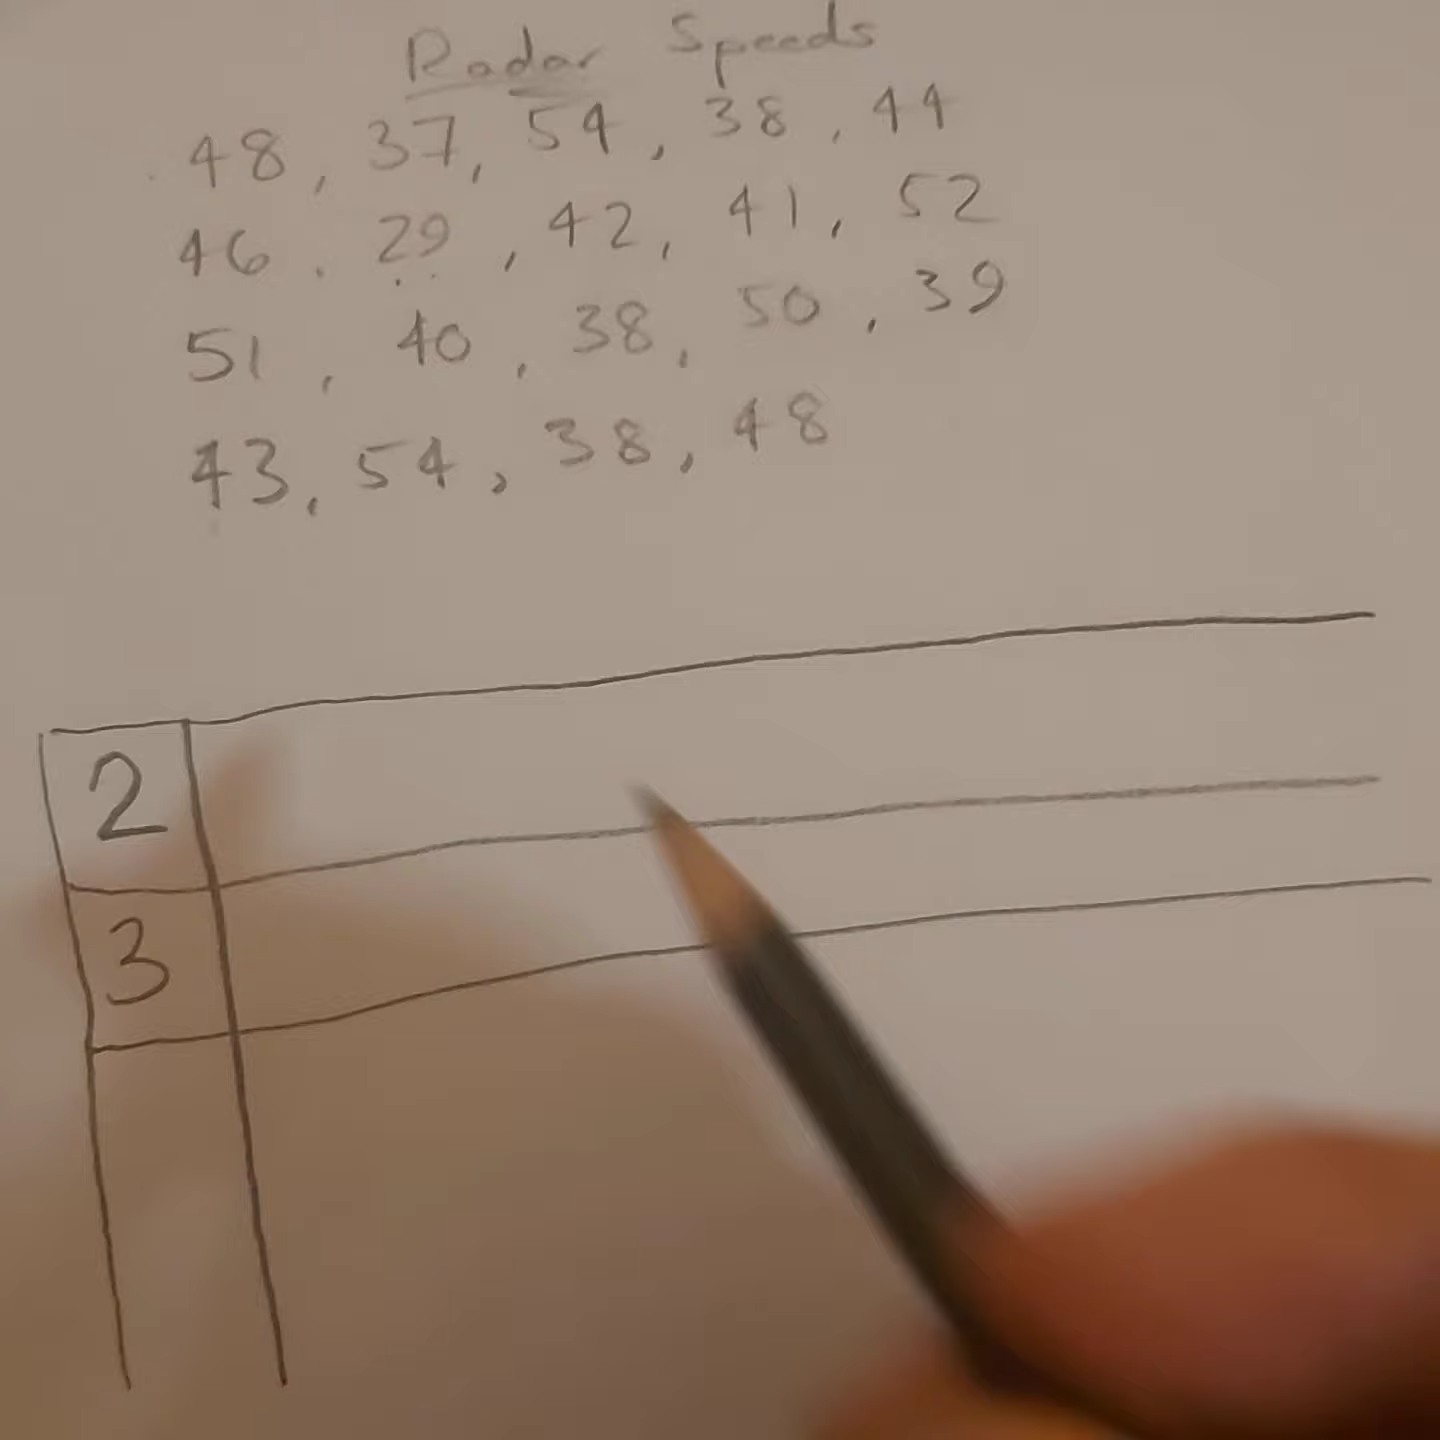 Radar Speeds
48, 37, 54, 38, 44
46, 29, 42, 41, 52
51, 40, 38, 50, 39
43, 54, 38, 48
2
3